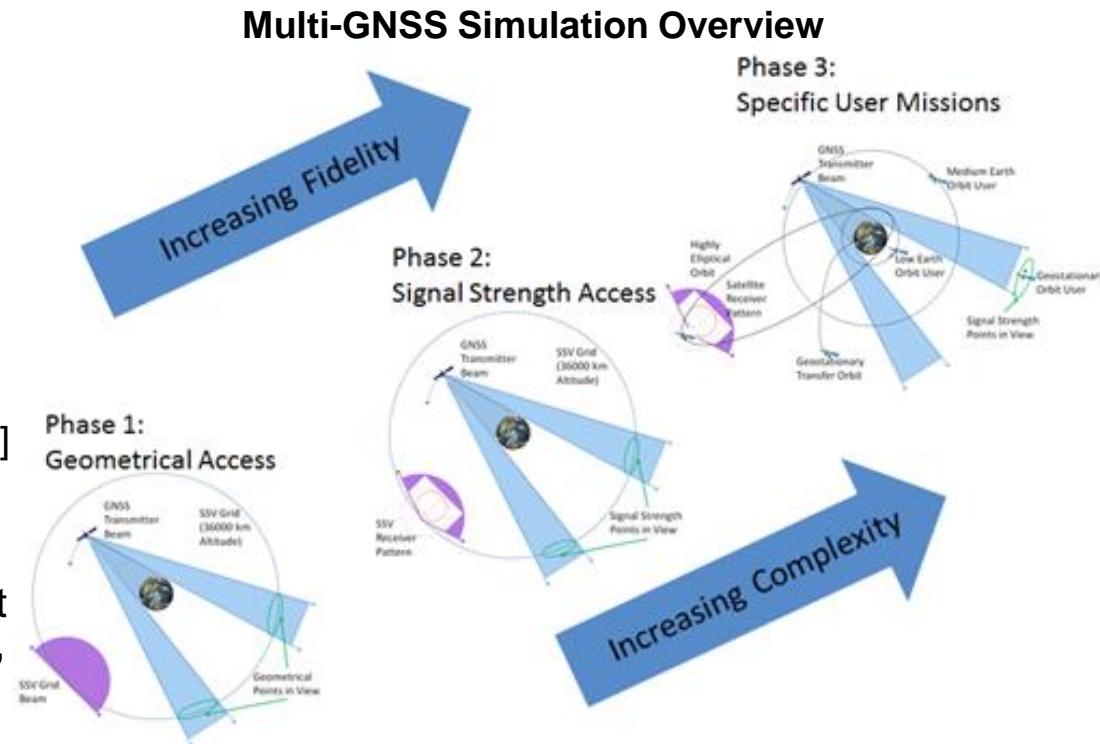 Multi-GNSS Simulation Overview
Increasing Fidelity
Phase 3:
Specific User Missions
GNSS
Transmitter
Beam
Medium Earth
Orbit User
Highly
Elliptical
Orbit
Satellite
Receiver
Pattern
Low Earth
Orbit User
Geostationary
Orbit User
Signal Strength
Points in View
Geostationary
Transfer Orbit
Phase 2:
Signal Strength Access
GNSS
Transmitter
Beam
SSV Grid
(36000 km
Altitude)
SSV
Receiver
Pattern
Signal Strength
Points in View
]
Phase 1:
Geometrical Access
GNSS
Transmitter
Beam
SSV Grid
(36000 km
Altitude)
t
,
SSV Grid
Beam
Geometrical
Points in View
Increasing Complexity